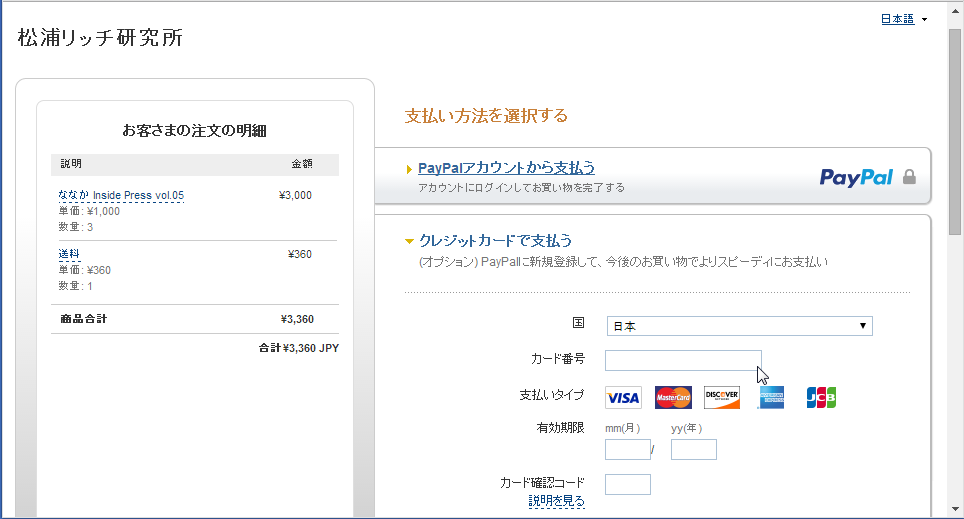 日本語
松浦リッチ研究所
お客さまの注文の明細
説明 金額
ななか Inside Press vol.05 ¥3,000
単価: ¥1,000
数量: 3
送料 ¥360
単価: ¥360
数量: 1
商品合計 ¥3,360
合計 ¥3,360 JPY
支払い方法を選択する
PayPalアカウントから支払う
アカウントにログインしてお買い物を完了する
PayPal
クレジットカードで支払う
(オプション) PayPalに新規登録して、今後のお買い物でよりスピーディにお支払い
国 日本
カード番号
支払いタイプ VISA MasterCard DISCOVER JCB
有効期限 mm(月) yy(年)
/
カード確認コード
説明を見る